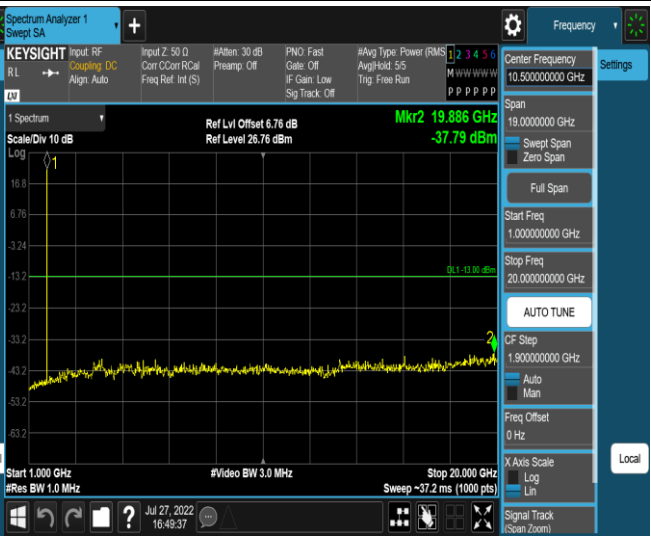 Spectrum Analyzer 1
Swept SA
+
Frequency
KEYSIGHT
R L
LXI
Input: RF
Coupling: DC
Align: Auto
Input Z: 50 Ω
Corr CCorr RCal
Freq Ref: Int (S)
#Atten: 30 dB
Preamp: Off
PNO: Fast
Gate: Off
IF Gain: Low
Sig Track: Off
#Avg Type: Power (RMS
Avg|Hold: 5/5
Trig: Free Run
1 2 3 4 5 6
M W W W W W
P P P P P P
Center Frequency
10.500000000 GHz
Settings
Span
19.0000000 GHz
Swept Span
Zero Span
Full Span
Start Freq
1.000000000 GHz
Stop Freq
20.000000000 GHz
AUTO TUNE
CF Step
1.900000000 GHz
Auto
Man
Freq Offset
0 Hz
X Axis Scale
Log
Lin
Signal Track
(Span Zoom)
Local
1 Spectrum
Scale/Div 10 dB
Log
Ref Lvl Offset 6.76 dB
Ref Level 26.76 dBm
Mkr2 19.886 GHz
-37.79 dBm
1
16.8
6.76
-3.24
-13.2
DL1 -13.00 dBm
-23.2
-33.2
2
-43.2
-53.2
-63.2
Start 1.000 GHz
#Video BW 3.0 MHz
Stop 20.000 GHz
#Res BW 1.0 MHz
Sweep ~37.2 ms (1000 pts)
?
Jul 27, 2022
16:49:37